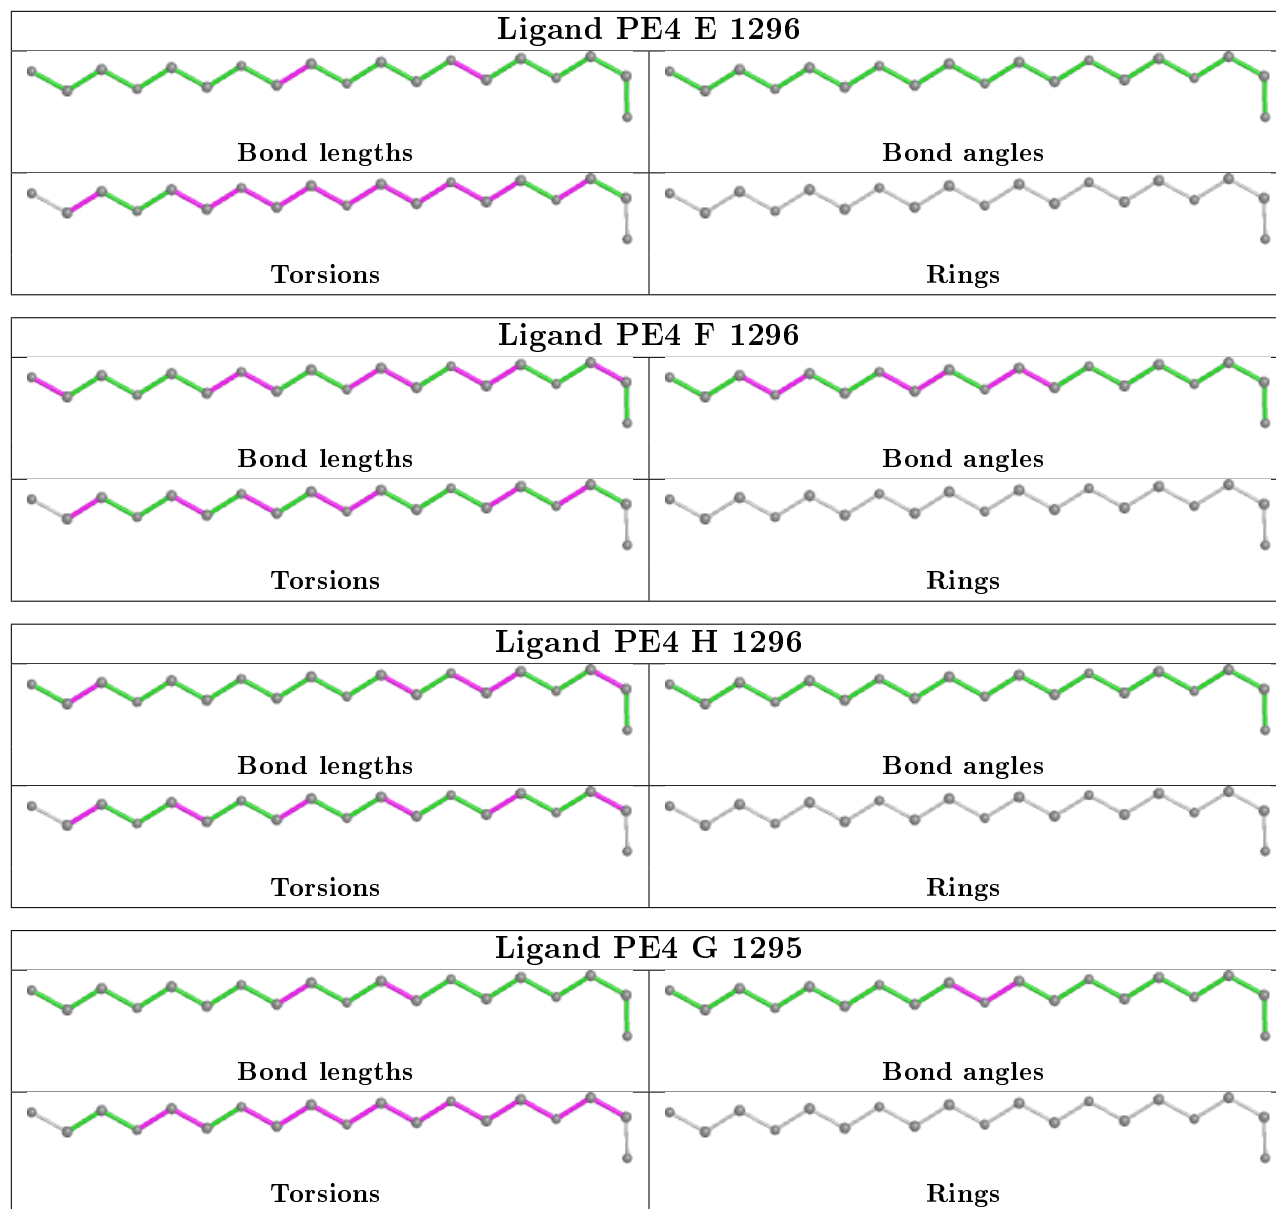 Ligand PE4 E 1296
Bond lengths
Bond angles
Torsions
Rings
Ligand PE4 F 1296
Bond lengths
Bond angles
Torsions
Rings
Ligand PE4 H 1296
Bond lengths
Bond angles
Torsions
Rings
Ligand PE4 G 1295
Bond lengths
Bond angles
Torsions
Rings